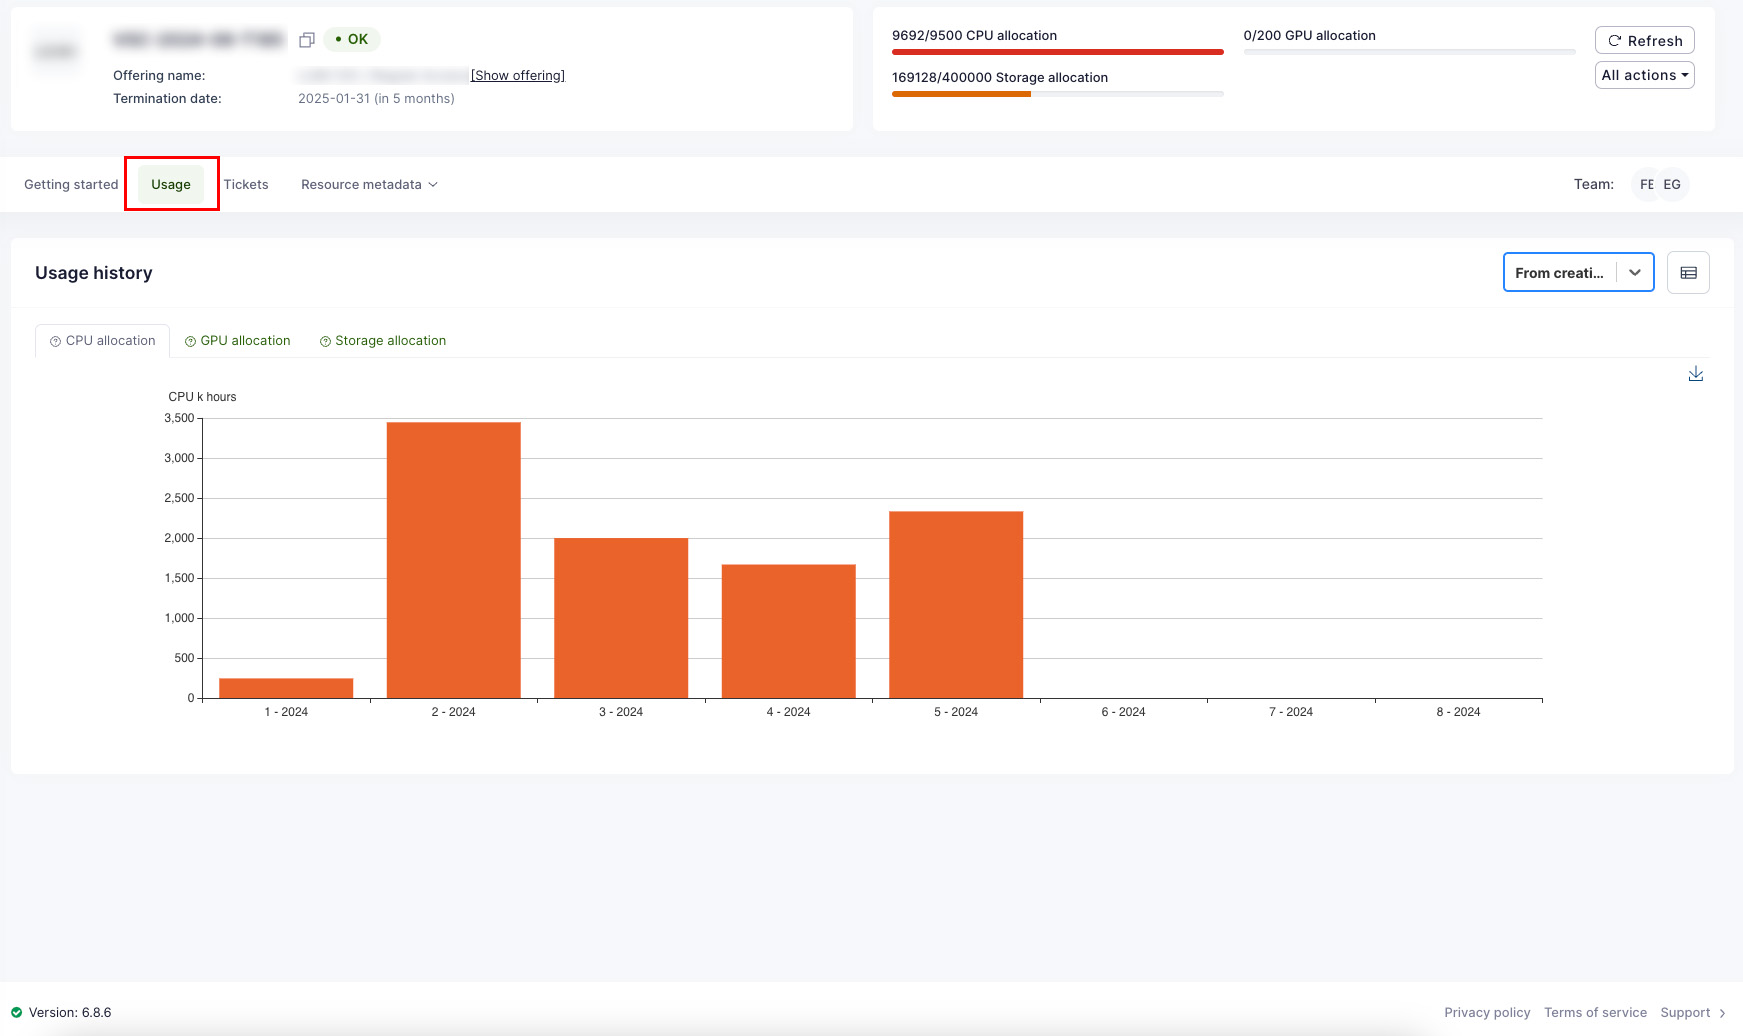 OK
Offering name: [Show offering]
Termination date: 2025-01-31 (in 5 months)
9692/9500 CPU allocation
0/200 GPU allocation
169128/400000 Storage allocation
Refresh
All actions
Getting started Usage Tickets Resource metadata
Team: FE EG
Usage history
From creati...
CPU allocation GPU allocation Storage allocation
CPU k hours
3,500
3,000
2,500
2,000
1,500
1,000
500
0
1 - 2024 2 - 2024 3 - 2024 4 - 2024 5 - 2024 6 - 2024 7 - 2024 8 - 2024
Version: 6.8.6
Privacy policy Terms of service Support